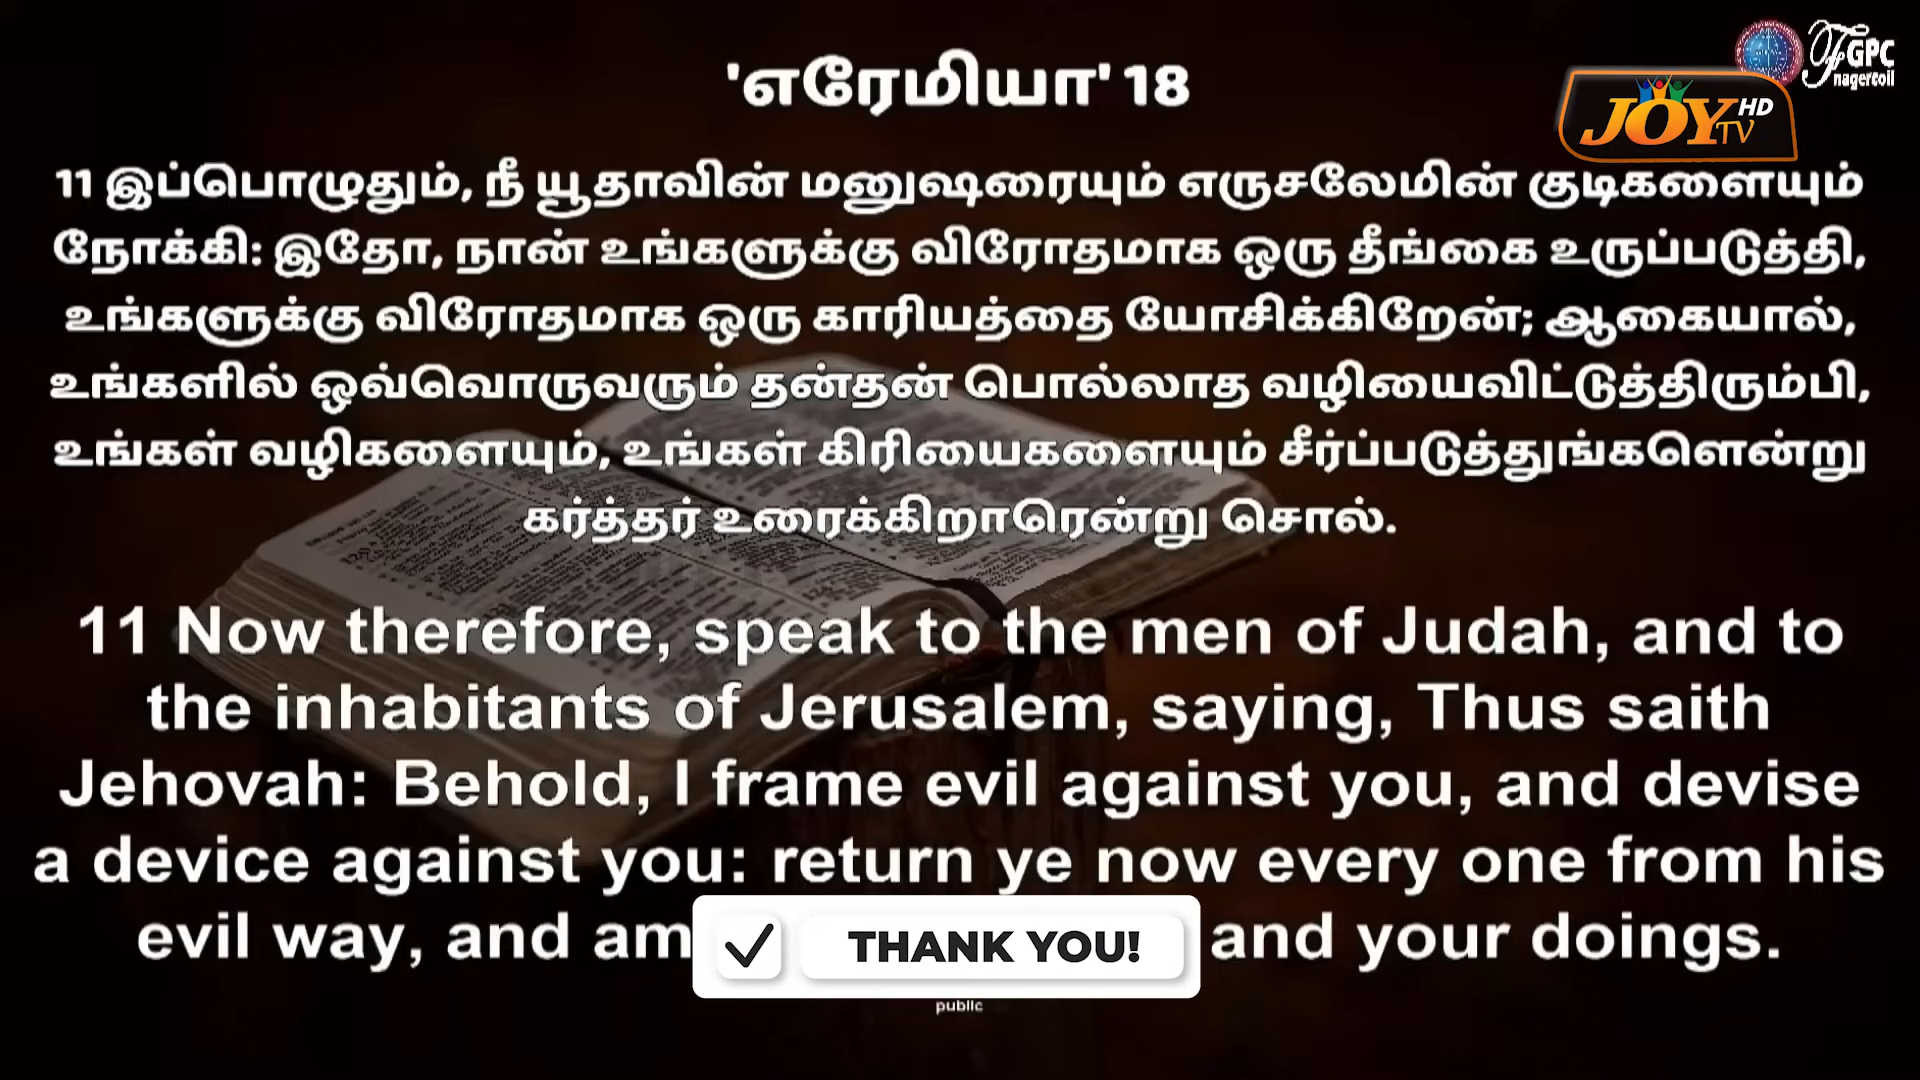 'எரேமியா' 18
FGPC
nagercoil
JOY TV HD
11 இப்பொழுதும், நீ யூதாவின் மனுஷரையும் எருசலேமின் குடிகளையும்
நோக்கி: இதோ, நான் உங்களுக்கு விரோதமாக ஒரு தீங்கை உருப்படுத்தி,
உங்களுக்கு விரோதமாக ஒரு காரியத்தை யோசிக்கிறேன்; ஆகையால்,
உங்களில் ஒவ்வொருவரும் தன்தன் பொல்லாத வழியைவிட்டுத்திரும்பி,
உங்கள் வழிகளையும், உங்கள் கிரியைகளையும் சீர்ப்படுத்துங்களென்று
கர்த்தர் உரைக்கிறாரென்று சொல்.
11 Now therefore, speak to the men of Judah, and to
the inhabitants of Jerusalem, saying, Thus saith
Jehovah: Behold, I frame evil against you, and devise
a device against you: return ye now every one from his
evil way, and am and your doings.
THANK YOU!
public